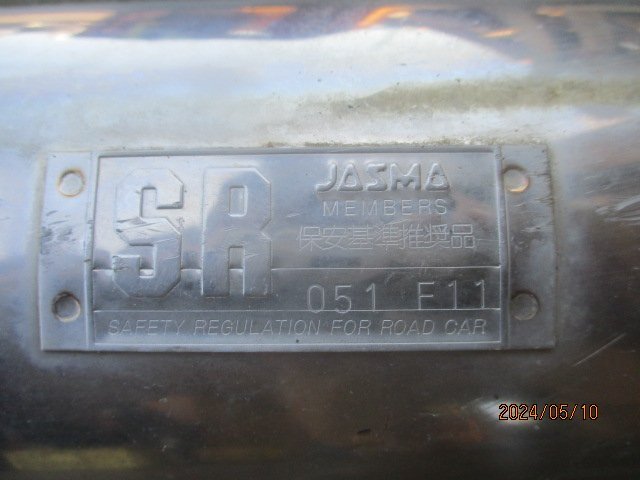 SR
JASMA
MEMBERS
保安基準推奨品
051 F11
SAFETY REGULATION FOR ROAD CAR
2024/05/10